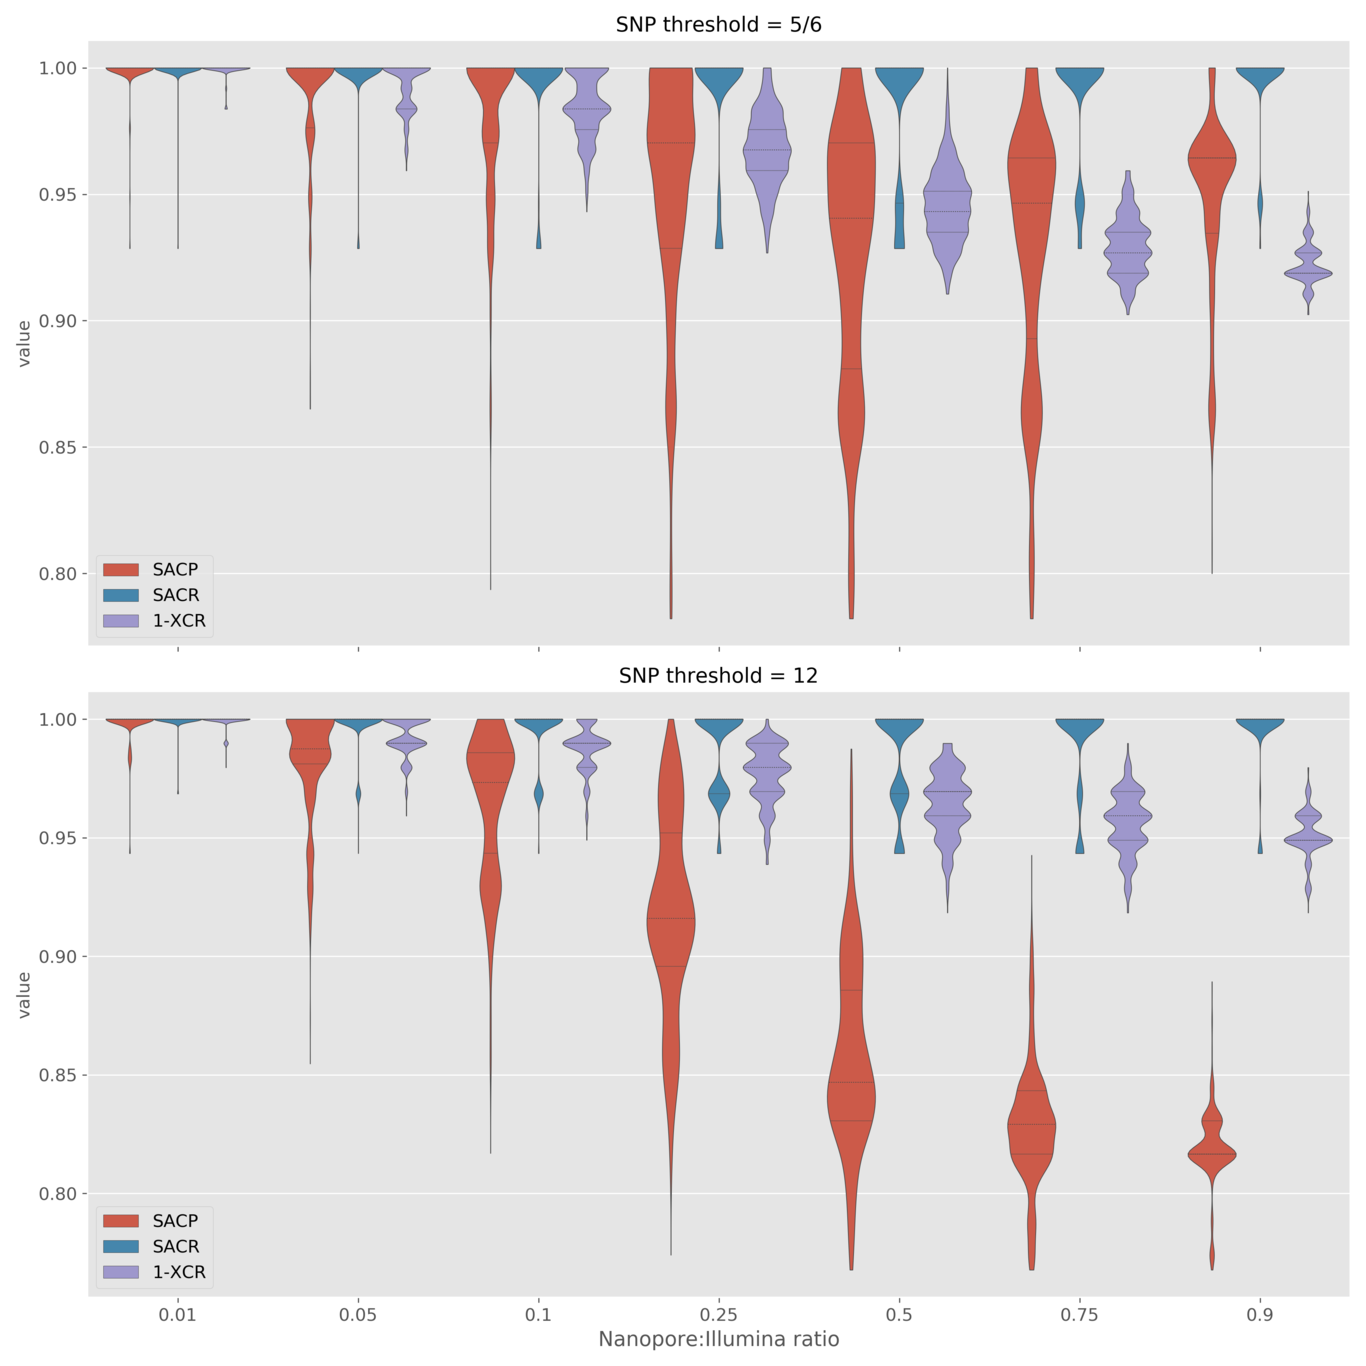 SNP threshold = 5/6
1.00
0.95
0.90
0.85
0.80
value
SACP
SACR
1-XCR
SNP threshold = 12
1.00
0.95
0.90
0.85
0.80
value
SACP
SACR
1-XCR
0.01 0.05 0.1 0.25 0.5 0.75 0.9
Nanopore:Illumina ratio